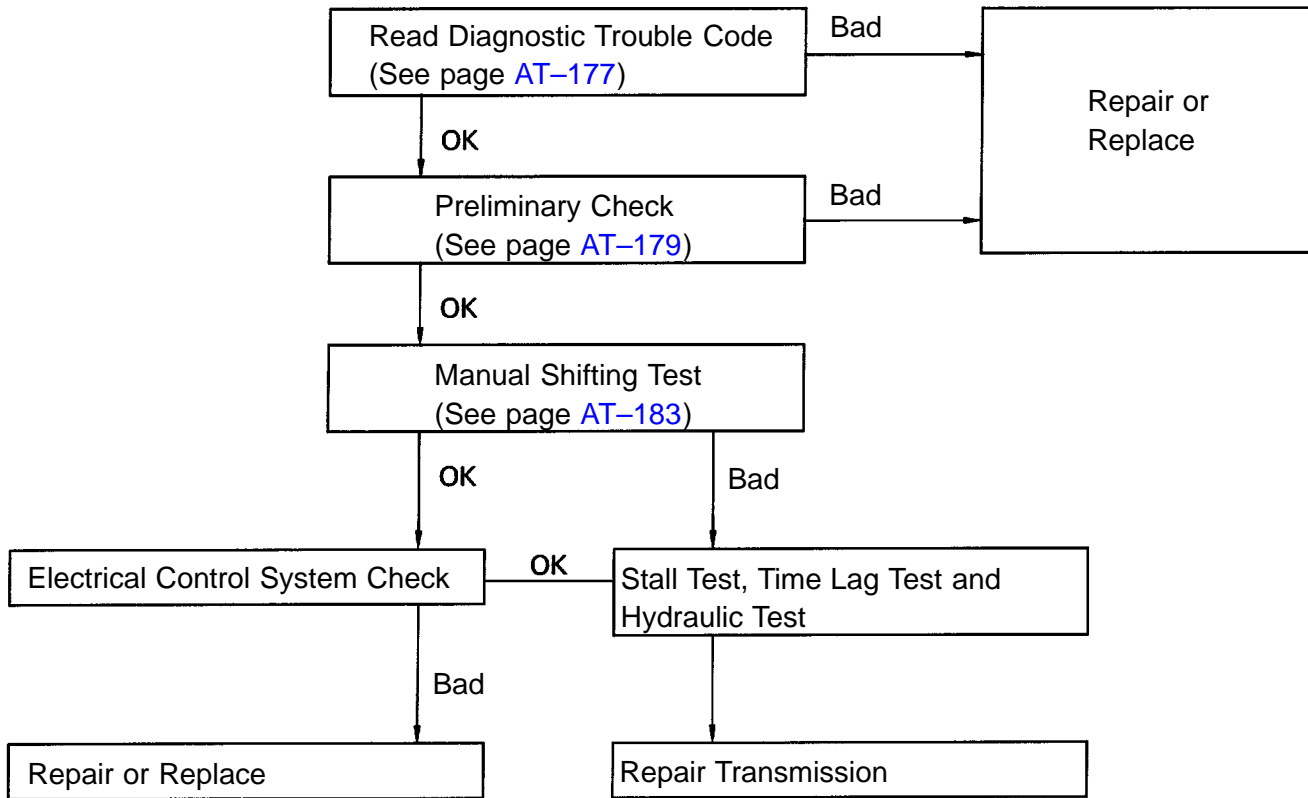 Read Diagnostic Trouble Code
(See page AT–177)
Bad
Repair or
Replace
OK
Preliminary Check
(See page AT–179)
Bad
OK
Manual Shifting Test
(See page AT–183)
OK
Bad
Electrical Control System Check
OK
Stall Test, Time Lag Test and
Hydraulic Test
Bad
Repair or Replace
Repair Transmission